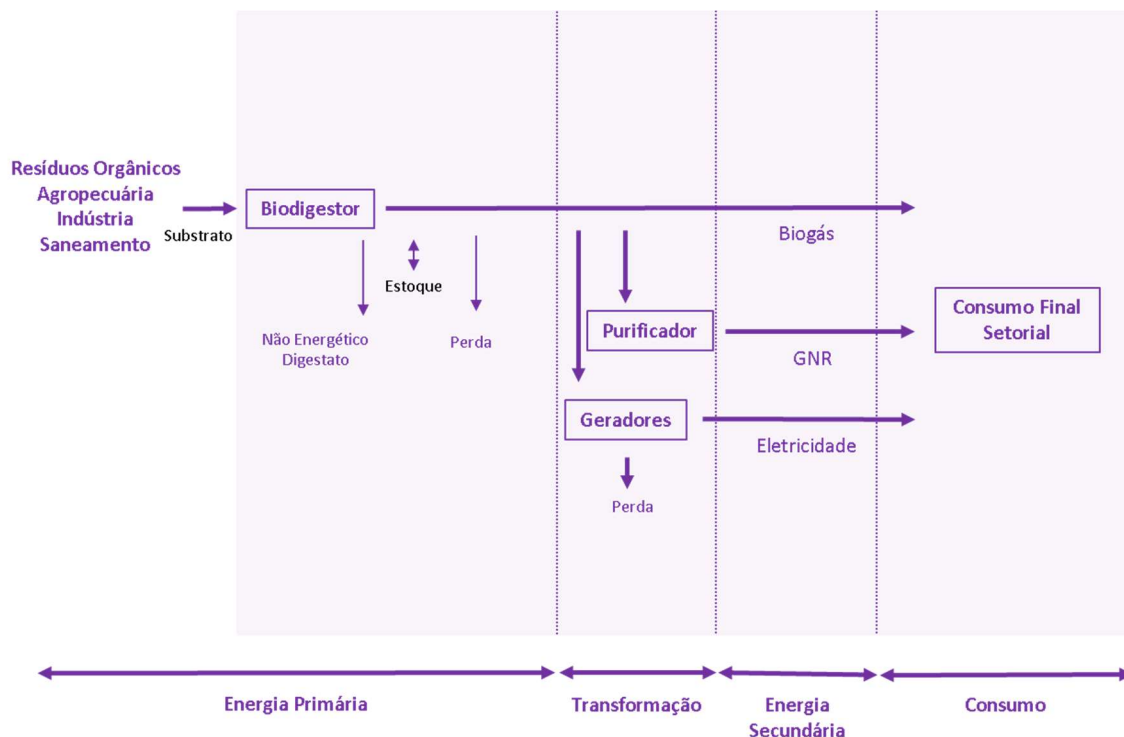 Resíduos Orgânicos
Agropecuária
Indústria
Saneamento
Substrato
Biodigestor
Biogás
Estoque
Não Energético
Digestato
Perda
Purificador
GNR
Consumo Final
Setorial
Geradores
Eletricidade
Perda
Energia Primária
Transformação
Energia
Secundária
Consumo